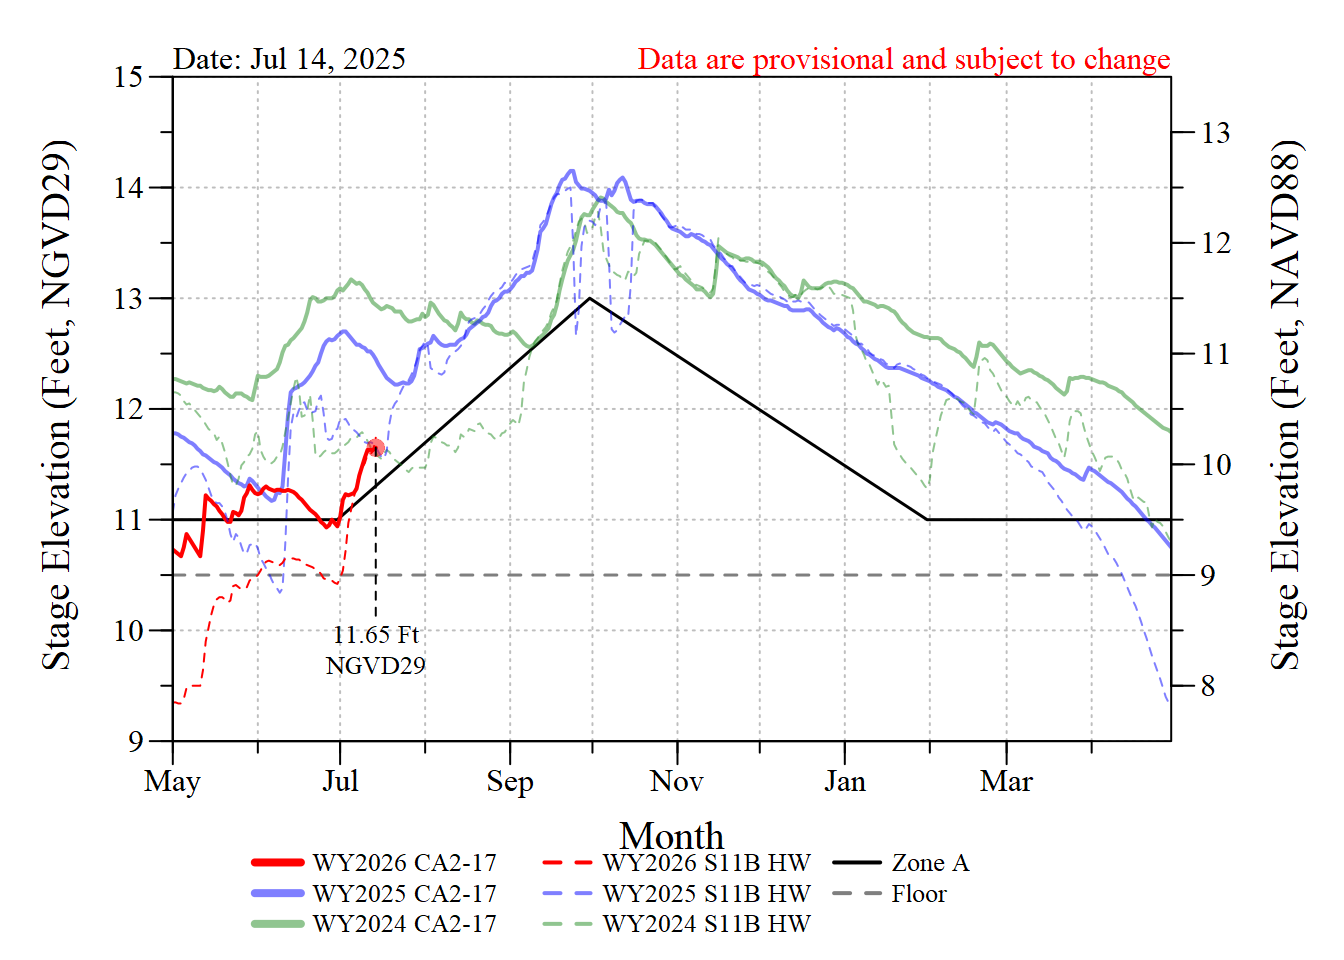 Date: Jul 14, 2025
Data are provisional and subject to change
Stage Elevation (Feet, NGVD29)
15
14
13
12
11
10
9
13
12
11
10
9
8
Stage Elevation (Feet, NAVD88)
11.65 Ft
NGVD29
May Jul Sep Nov Jan Mar
Month
WY2026 CA2-17 WY2026 S11B HW Zone A
WY2025 CA2-17 WY2025 S11B HW Floor
WY2024 CA2-17 WY2024 S11B HW